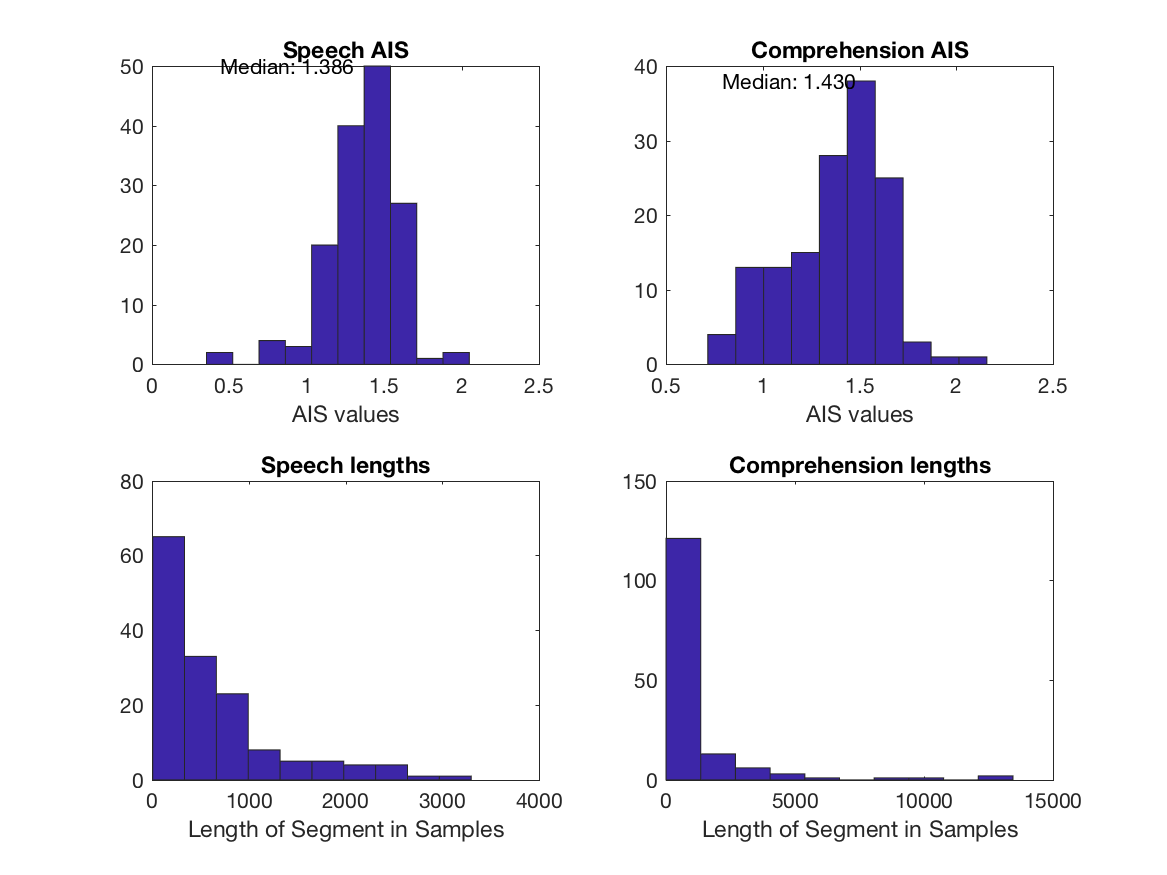 Speech AIS
Median: 1.386
50
40
30
20
10
0
0 0.5 1 1.5 2 2.5
AIS values
Comprehension AIS
Median: 1.430
40
30
20
10
0
0.5 1 1.5 2 2.5
AIS values
Speech lengths
80
60
40
20
0
0 1000 2000 3000 4000
Length of Segment in Samples
Comprehension lengths
150
100
50
0
0 5000 10000 15000
Length of Segment in Samples